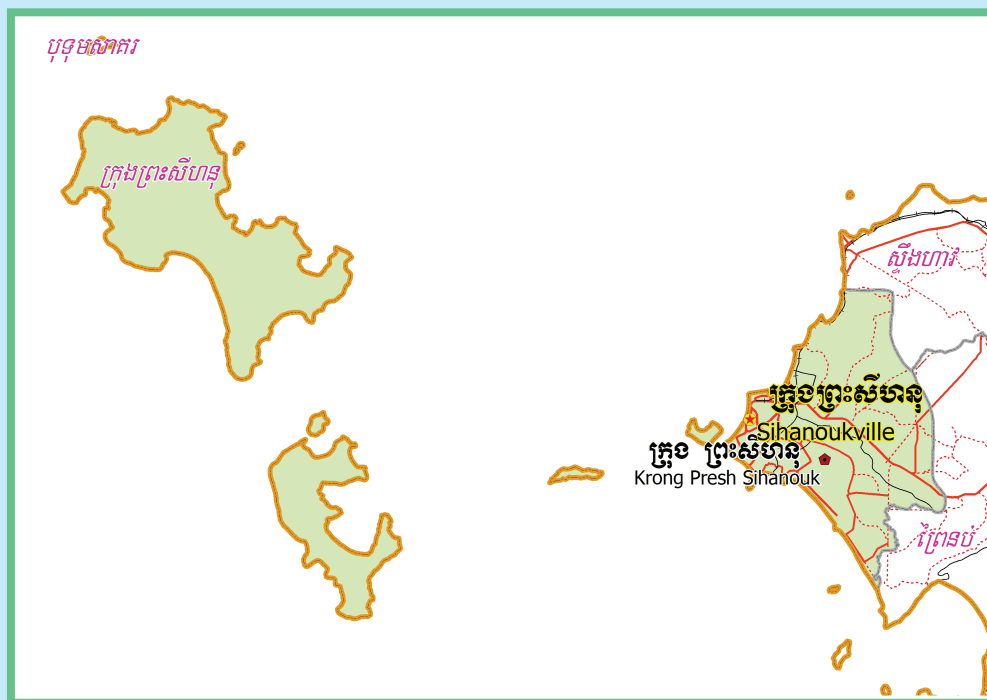 បុទុមសាគរ
ក្រុងព្រះសីហនុ
ស្ទឹងហាវ
ក្រុងព្រះសីហនុ
Sihanoukville
ក្រុង ព្រះសីហនុ
Krong Presh Sihanouk
ព្រៃនប់